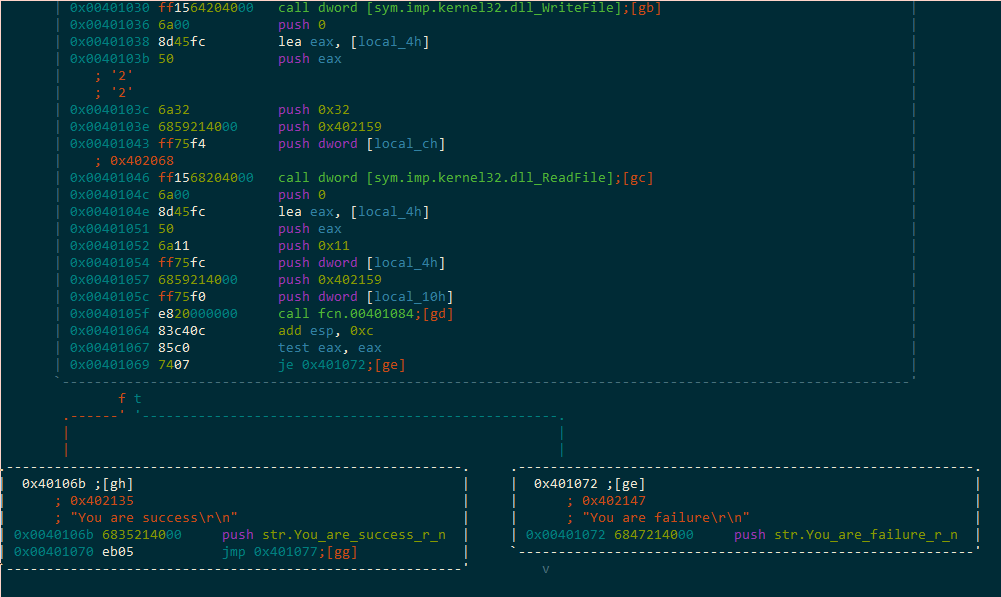 0x00401030 ff1564204000 call dword [sym.imp.kernel32.dll_WriteFile];[gb]
0x00401036 6a00 push 0
0x00401038 8d45fc lea eax, [local_4h]
0x0040103b 50 push eax
; '2'
; '2'
0x0040103c 6a32 push 0x32
0x0040103e 6859214000 push 0x402159
0x00401043 ff75f4 push dword [local_ch]
; 0x402068
0x00401046 ff1568204000 call dword [sym.imp.kernel32.dll_ReadFile];[gc]
0x0040104c 6a00 push 0
0x0040104e 8d45fc lea eax, [local_4h]
0x00401051 50 push eax
0x00401052 6a11 push 0x11
0x00401054 ff75fc push dword [local_4h]
0x00401057 6859214000 push 0x402159
0x0040105c ff75f0 push dword [local_10h]
0x0040105f e820000000 call fcn.00401084;[gd]
0x00401064 83c40c add esp, 0xc
0x00401067 85c0 test eax, eax
0x00401069 7407 je 0x401072;[ge]
f t
0x40106b ;[gh]
; 0x402135
; "You are success\r\n"
0x0040106b 6835214000 push str.You_are_success_r_n
0x00401070 eb05 jmp 0x401077;[gg]
0x401072 ;[ge]
; 0x402147
; "You are failure\r\n"
0x00401072 6847214000 push str.You_are_failure_r_n
v